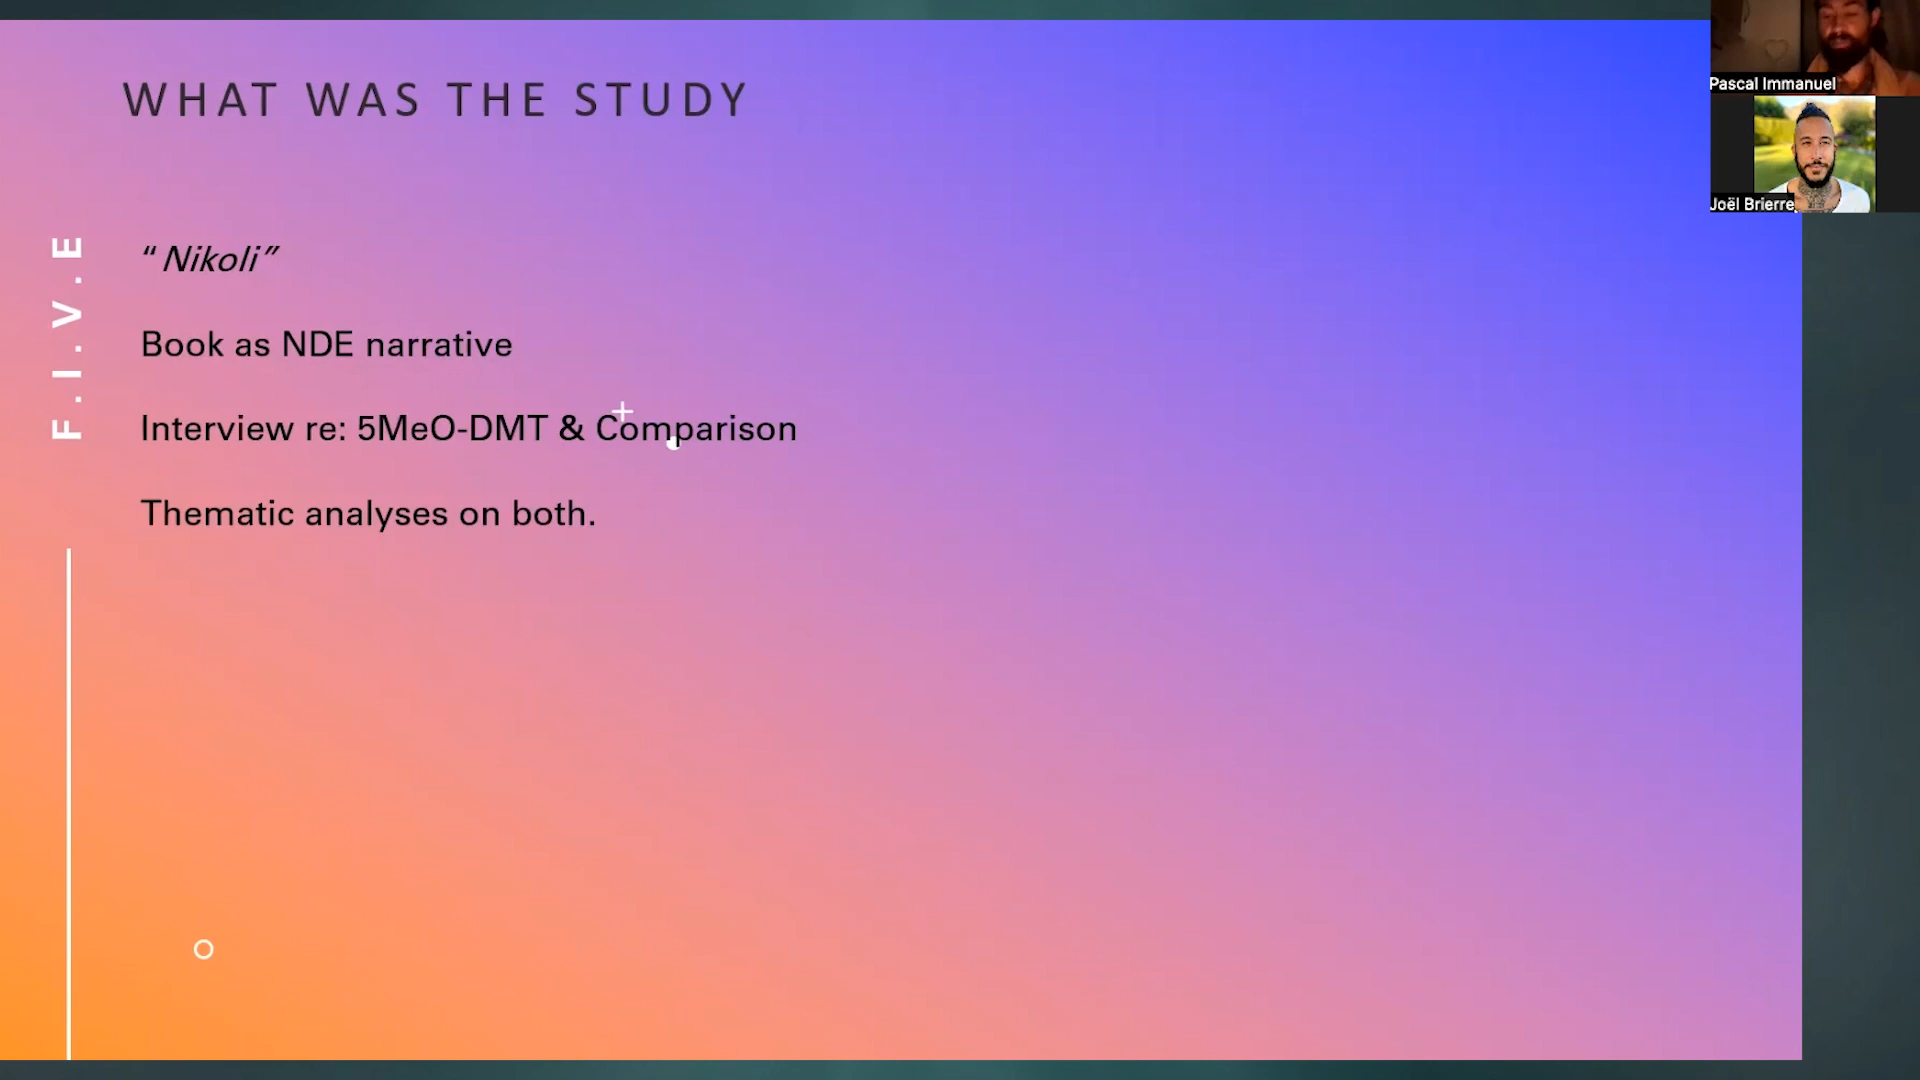 WHAT WAS THE STUDY
F.I.V.E
“Nikoli”
Book as NDE narrative
Interview re: 5MeO-DMT & Comparison
Thematic analyses on both.
Pascal Immanuel
Joël Brierre